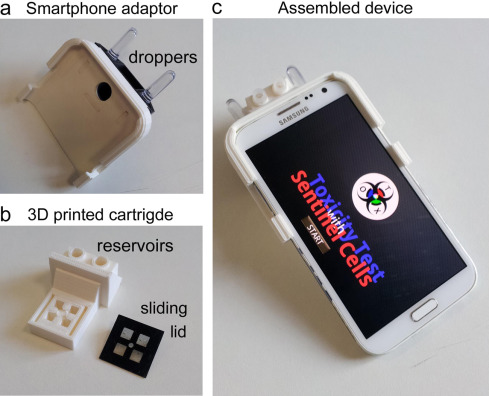 a Smartphone adaptor
droppers
b 3D printed cartrigde
reservoirs
sliding
lid
c Assembled device
SAMSUNG
Toxicity Test
with
Sentinel Cells
START
T
O
X